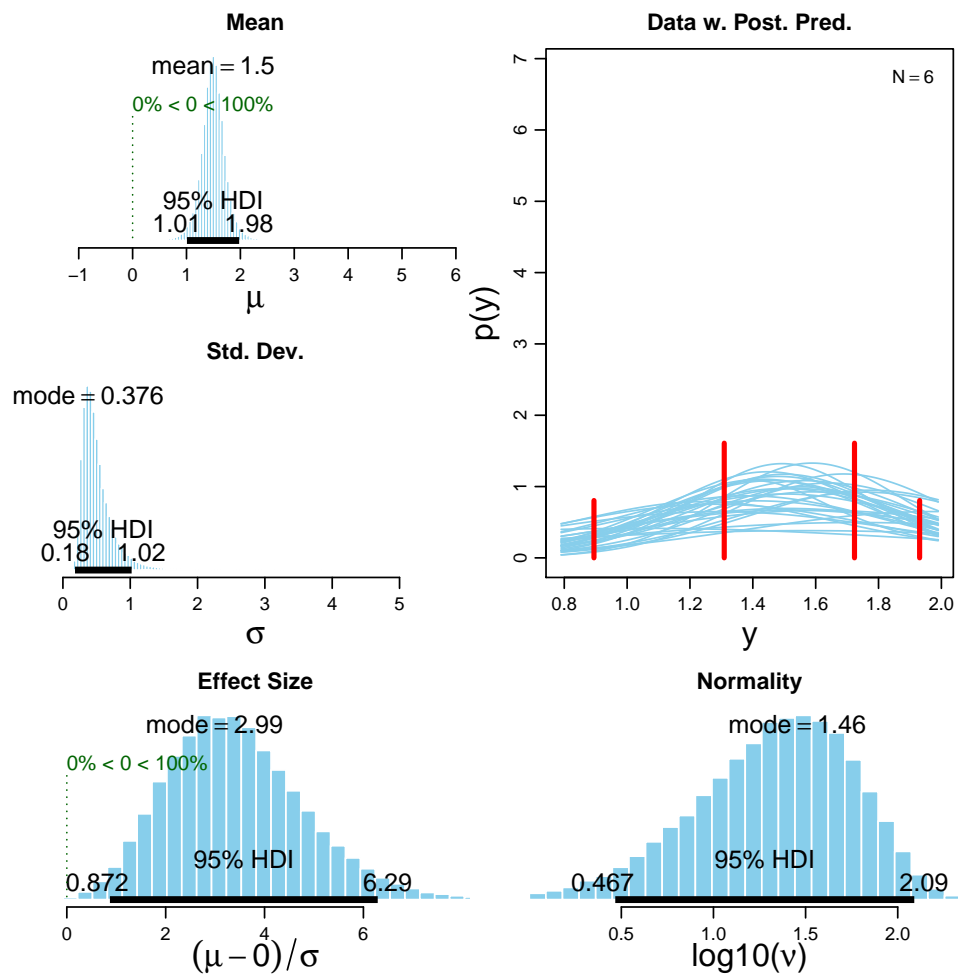 Mean
mean = 1.5
0% < 0 < 100%
95% HDI
1.01 1.98
−1 0 1 2 3 4 5 6
μ
Data w. Post. Pred.
N = 6
7
6
5
4
3
2
1
0
p(y)
0.8 1.0 1.2 1.4 1.6 1.8 2.0
y
Std. Dev.
mode = 0.376
95% HDI
0.18 1.02
0 1 2 3 4 5
σ
Effect Size
mode = 2.99
0% < 0 < 100%
95% HDI
0.872 6.29
0 2 4 6
(μ − 0)/σ
Normality
mode = 1.46
95% HDI
0.467 2.09
0.5 1.0 1.5 2.0
log10(ν)